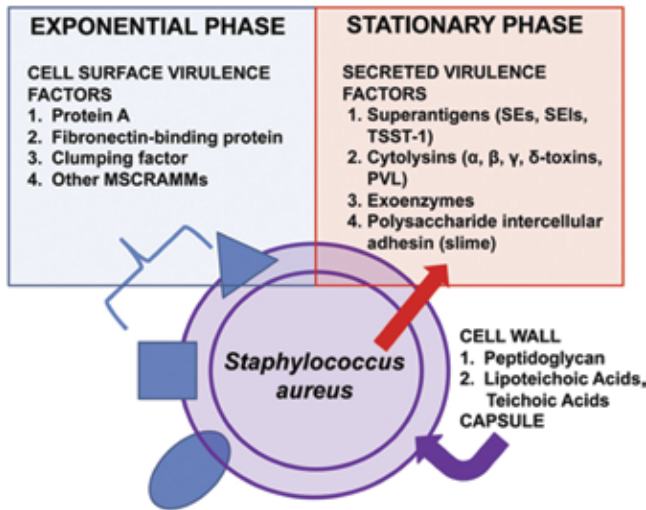 EXPONENTIAL PHASE
CELL SURFACE VIRULENCE
FACTORS
1. Protein A
2. Fibronectin-binding protein
3. Clumping factor
4. Other MSCRAMMs
STATIONARY PHASE
SECRETED VIRULENCE
FACTORS
1. Superantigens (SEs, SEls,
TSST-1)
2. Cytolysins (α, β, γ, δ-toxins,
PVL)
3. Exoenzymes
4. Polysaccharide intercellular
adhesin (slime)
Staphylococcus
aureus
CELL WALL
1. Peptidoglycan
2. Lipoteichoic Acids,
Teichoic Acids
CAPSULE